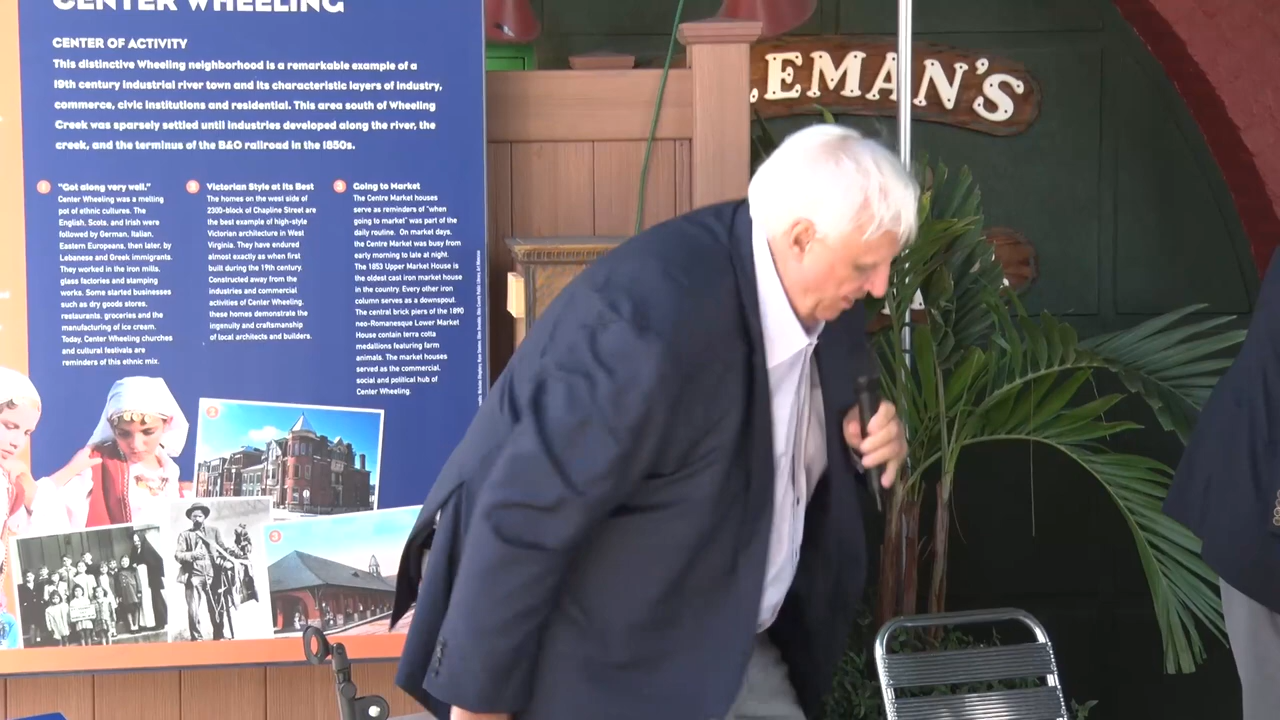 CENTER WHEELING
CENTER OF ACTIVITY
This distinctive Wheeling neighborhood is a remarkable example of a
19th century industrial river town and its characteristic layers of industry,
commerce, civic institutions and residential. This area south of Wheeling
Creek was sparsely settled until industries developed along the river, the
creek, and the terminus of the B&O railroad in the 1850s.
1 "Got along very well."
Center Wheeling was a melting
pot of ethnic cultures. The
English, Scots, and Irish were
followed by German, Italian,
Eastern Europeans, then later, by
Lebanese and Greek immigrants.
They worked in the iron mills,
glass factories and stamping
works. Some started businesses
such as dry goods stores,
restaurants, groceries and the
manufacturing of ice cream.
Today, Center Wheeling churches
and cultural festivals are
reminders of this ethnic mix.
2 Victorian Style at Its Best
The homes on the west side of
2300-block of Chapline Street are
the best example of high-style
Victorian architecture in West
Virginia. They have endured
almost exactly as when first
built during the 19th century.
Constructed away from the
industries and commercial
activities of Center Wheeling,
these homes demonstrate the
ingenuity and craftsmanship
of local architects and builders.
3 Going to Market
The Centre Market houses
serve as reminders of "when
going to market" was part of the
daily routine. On market days,
the Centre Market was busy from
early morning to late at night.
The 1853 Upper Market House is
the oldest cast iron market house
in the country. Every other iron
column serves as a downspout.
The central brick piers of the 1890
neo-Romanesque Lower Market
House contain terra cotta
medallions featuring farm
animals. The market houses
served as the commercial,
social and political hub of
Center Wheeling.
2
3
LEMAN'S